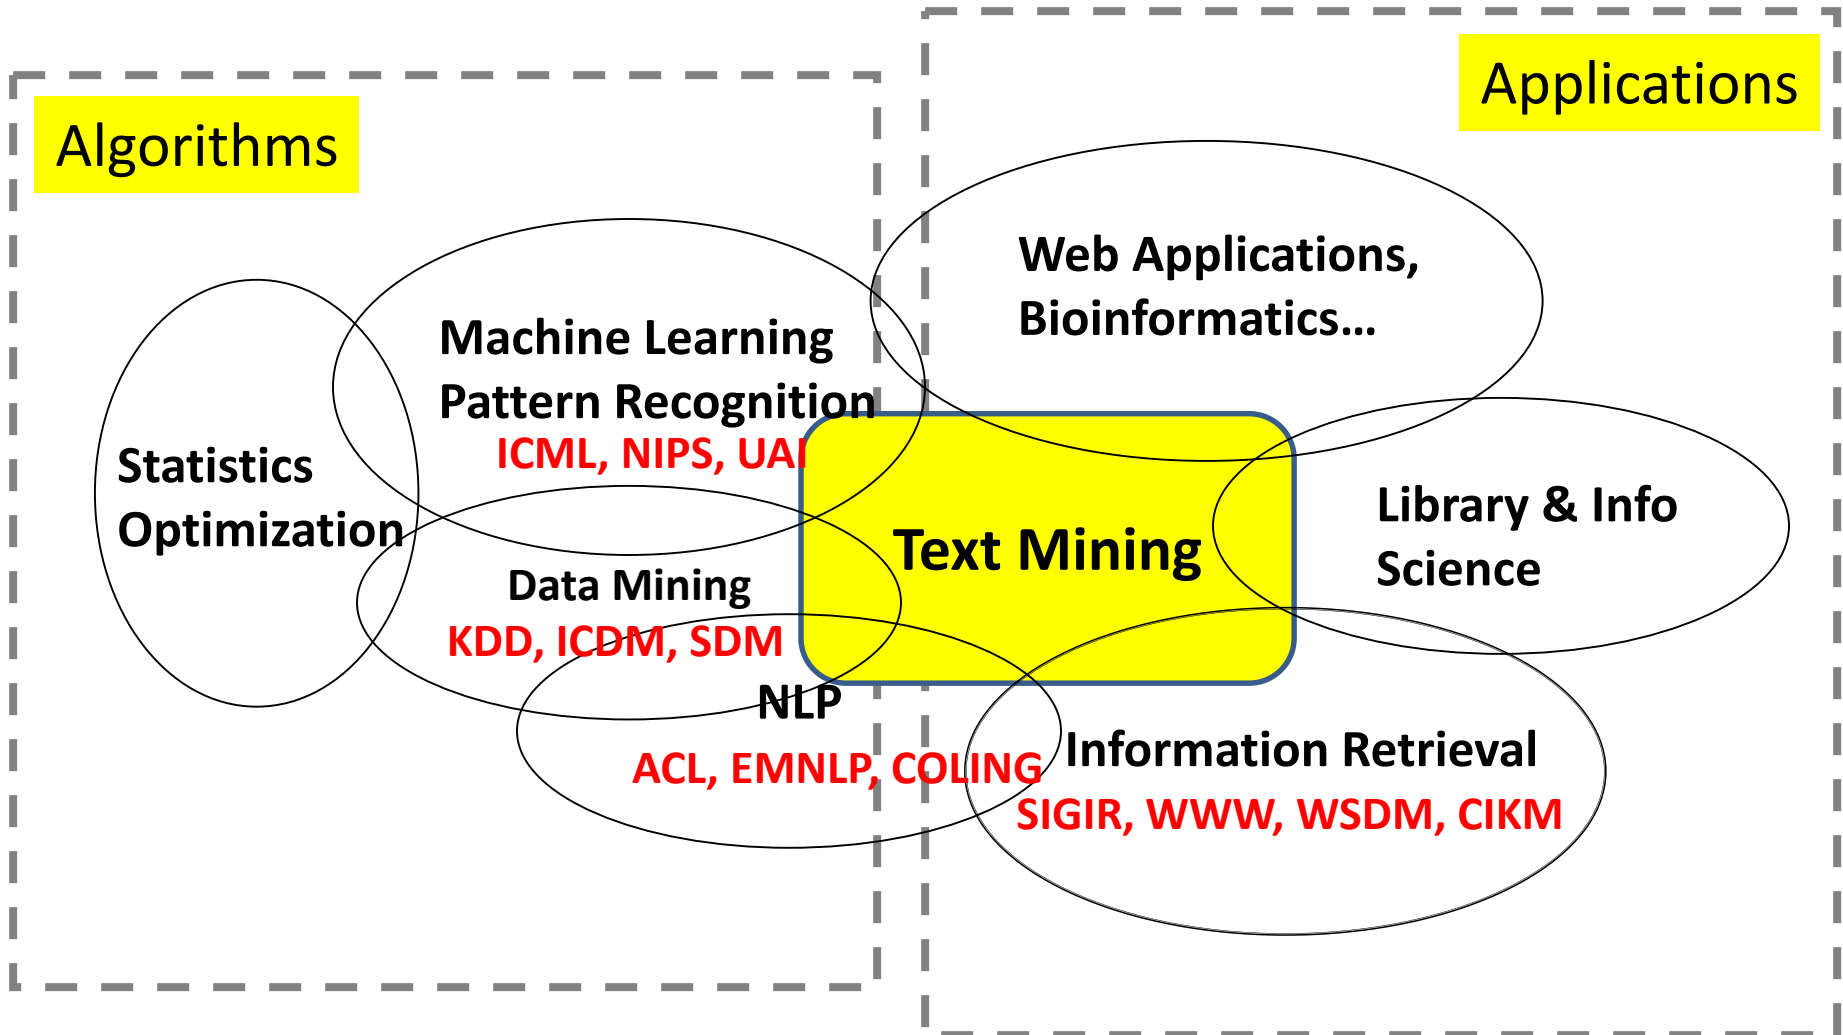 Applications
Algorithms
Web Applications,
Bioinformatics…
Machine Learning
Pattern Recognition
ICML, NIPS, UAI
Statistics
Optimization
Text Mining
Library & Info
Science
Data Mining
KDD, ICDM, SDM
NLP
ACL, EMNLP, COLING
Information Retrieval
SIGIR, WWW, WSDM, CIKM